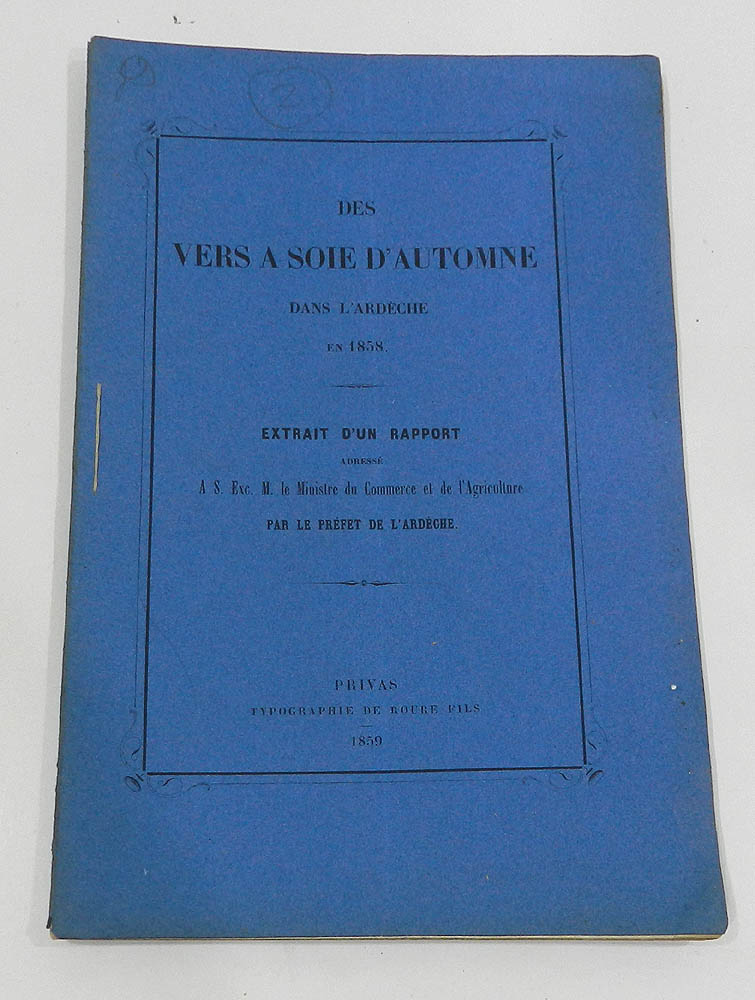 2
DES
VERS A SOIE D'AUTOMNE
DANS L'ARDÈCHE
EN 1858.
EXTRAIT D'UN RAPPORT
ADRESSÉ
A S. Exc. M. le Ministre du Commerce et de l'Agriculture
PAR LE PRÉFET DE L'ARDÈCHE.
PRIVAS
TYPOGRAPHIE DE ROURE FILS
1859